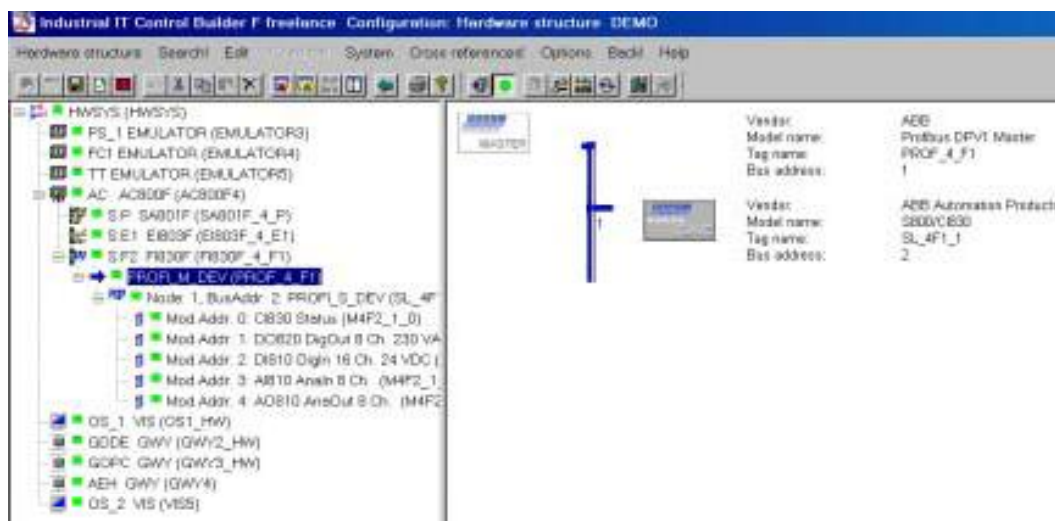 Industrial IT Control Builder F freelance Configuration: Hardware structure DEMO
Hardware structure Search! Edit System Cross references! Options Back! Help
HWSYS (HWSYS)
PS_1 EMULATOR (EMULATOR3)
FC1 EMULATOR (EMULATOR4)
TT EMULATOR (EMULATOR5)
AC AC800F (AC800F4)
S:P SA801F (SA801F_4_P)
S:E1 EI803F (EI803F_4_E1)
S:F2 FI830F (FI830F_4_F1)
PROFI_M_DEV (PROF_4_F1)
Node: 1, BusAddr: 2: PROFI_S_DEV (SL_4F
Mod.Addr. 0: CI830 Status (M4F2_1_0)
Mod.Addr. 1: DO820 DigOut 8 Ch. 230 VA
Mod.Addr. 2: DI810 DigIn 16 Ch. 24 VDC (
Mod.Addr. 3: AI810 AnaIn 8 Ch. (M4F2_1_
Mod.Addr. 4: AO810 AnaOut 8 Ch. (M4F2
OS_1 VIS (OS1_HW)
GDDE GWY (GWY2_HW)
GOPC GWY (GWY3_HW)
AEH GWY (GWY4)
OS_2 VIS (VIS5)
MASTER
Vendor: ABB
Model name: Profibus DPV1 Master
Tag name: PROF_4_F1
Bus address: 1
1
Vendor: ABB Automation Products
Model name: S800/CI830
Tag name: SL_4F1_1
Bus address: 2